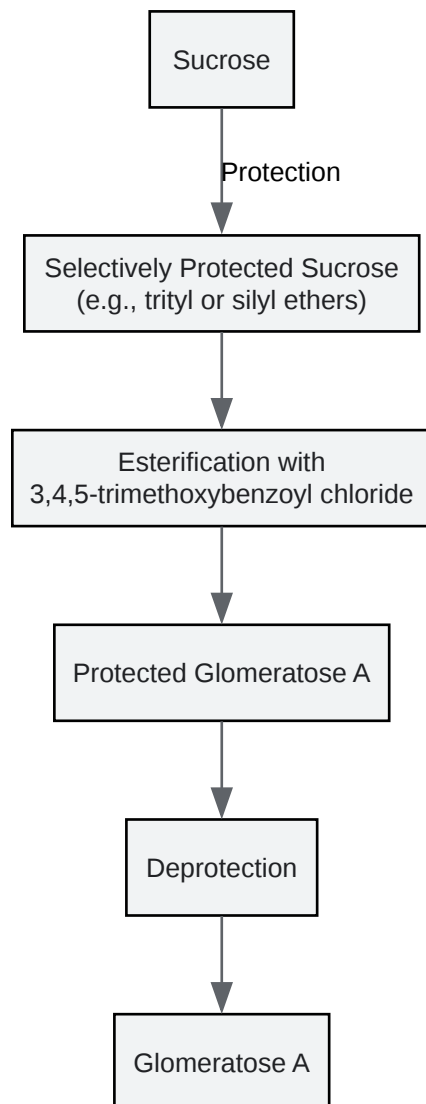 Sucrose
Protection
Selectively Protected Sucrose
(e.g., trityl or silyl ethers)
Esterification with
3,4,5-trimethoxybenzoyl chloride
Protected Glomeratose A
Deprotection
Glomeratose A